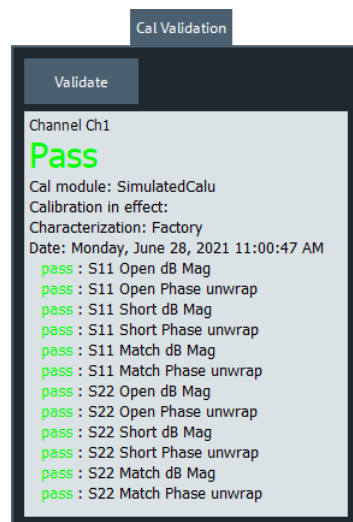 Cal Validation
Validate
Channel Ch1
Pass
Cal module: SimulatedCalu
Calibration in effect:
Characterization: Factory
Date: Monday, June 28, 2021 11:00:47 AM
pass : S11 Open dB Mag
pass : S11 Open Phase unwrap
pass : S11 Short dB Mag
pass : S11 Short Phase unwrap
pass : S11 Match dB Mag
pass : S11 Match Phase unwrap
pass : S22 Open dB Mag
pass : S22 Open Phase unwrap
pass : S22 Short dB Mag
pass : S22 Short Phase unwrap
pass : S22 Match dB Mag
pass : S22 Match Phase unwrap